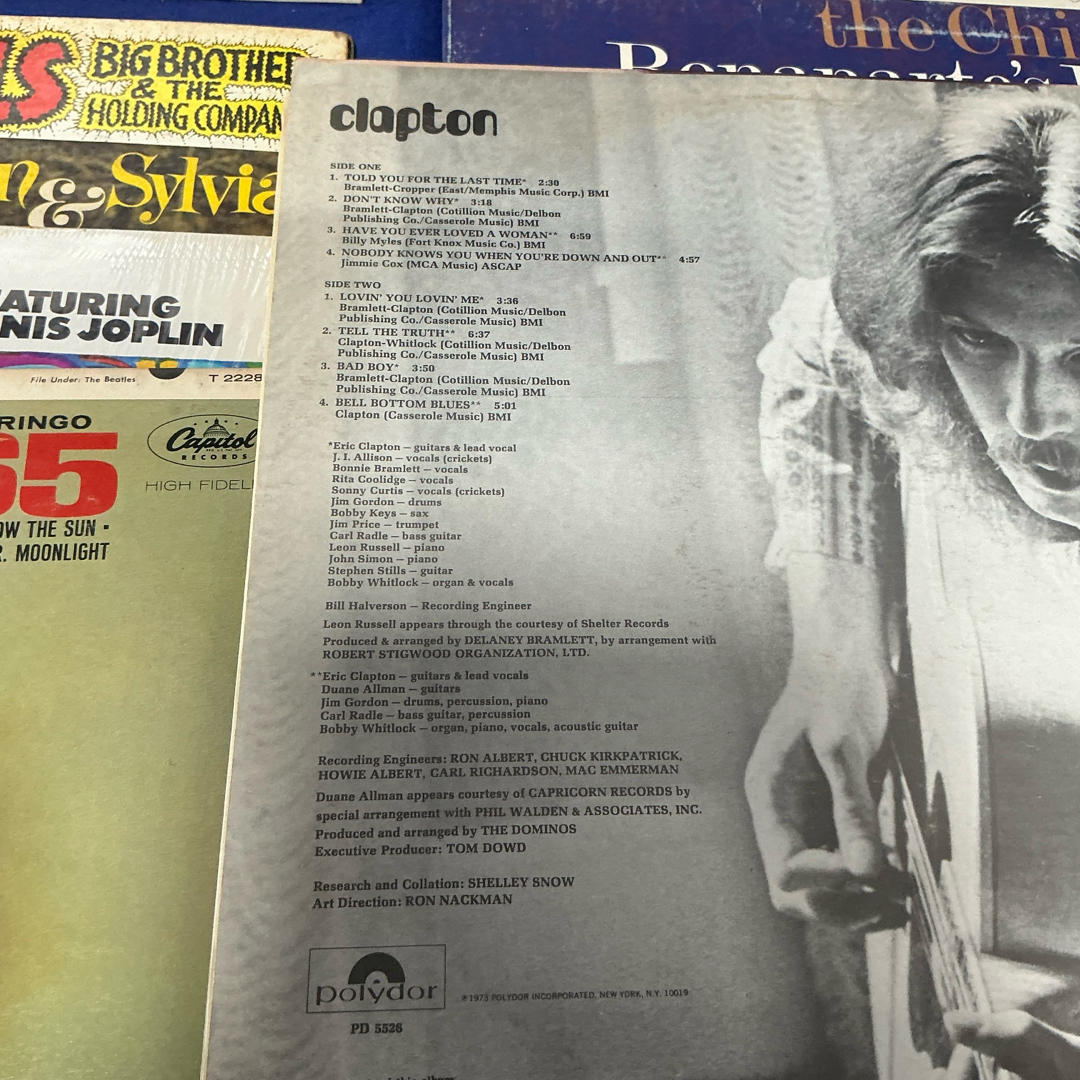 BIG BROTHER
& THE
HOLDING COMPAN
& Sylvia
ATURING
NIS JOPLIN
File Under: The Beatles
T 2228
RINGO
65
Capitol
RECORDS
HIGH FIDEL
OW THE SUN •
R. MOONLIGHT
the Chi
Bonaparte's
clapton
SIDE ONE
1. TOLD YOU FOR THE LAST TIME* 2:30
Bramlett-Cropper (East/Memphis Music Corp.) BMI
2. DON'T KNOW WHY* 3:18
Bramlett-Clapton (Cotillion Music/Delbon
Publishing Co./Casserole Music) BMI
3. HAVE YOU EVER LOVED A WOMAN** 6:59
Billy Myles (Fort Knox Music Co.) BMI
4. NOBODY KNOWS YOU WHEN YOU'RE DOWN AND OUT** 4:57
Jimmie Cox (MCA Music) ASCAP
SIDE TWO
1. LOVIN' YOU LOVIN' ME* 3:36
Bramlett-Clapton (Cotillion Music/Delbon
Publishing Co./Casserole Music) BMI
2. TELL THE TRUTH** 6:37
Clapton-Whitlock (Cotillion Music/Delbon
Publishing Co./Casserole Music) BMI
3. BAD BOY* 3:50
Bramlett-Clapton (Cotillion Music/Delbon
Publishing Co./Casserole Music) BMI
4. BELL BOTTOM BLUES** 5:01
Clapton (Casserole Music) BMI
*Eric Clapton — guitars & lead vocal
J. I. Allison — vocals (crickets)
Bonnie Bramlett — vocals
Rita Coolidge — vocals
Sonny Curtis — vocals (crickets)
Jim Gordon — drums
Bobby Keys — sax
Jim Price — trumpet
Carl Radle — bass guitar
Leon Russell — piano
John Simon — piano
Stephen Stills — guitar
Bobby Whitlock — organ & vocals
Bill Halverson — Recording Engineer
Leon Russell appears through the courtesy of Shelter Records
Produced & arranged by DELANEY BRAMLETT, by arrangement with
ROBERT STIGWOOD ORGANIZATION, LTD.
**Eric Clapton — guitars & lead vocals
Duane Allman — guitars
Jim Gordon — drums, percussion, piano
Carl Radle — bass guitar, percussion
Bobby Whitlock — organ, piano, vocals, acoustic guitar
Recording Engineers: RON ALBERT, CHUCK KIRKPATRICK,
HOWIE ALBERT, CARL RICHARDSON, MAC EMMERMAN
Duane Allman appears courtesy of CAPRICORN RECORDS by
special arrangement with PHIL WALDEN & ASSOCIATES, INC.
Produced and arranged by THE DOMINOS
Executive Producer: TOM DOWD
Research and Collation: SHELLEY SNOW
Art Direction: RON NACKMAN
polydor
℗ 1973 POLYDOR INCORPORATED, NEW YORK, N.Y. 10019
PD 5526